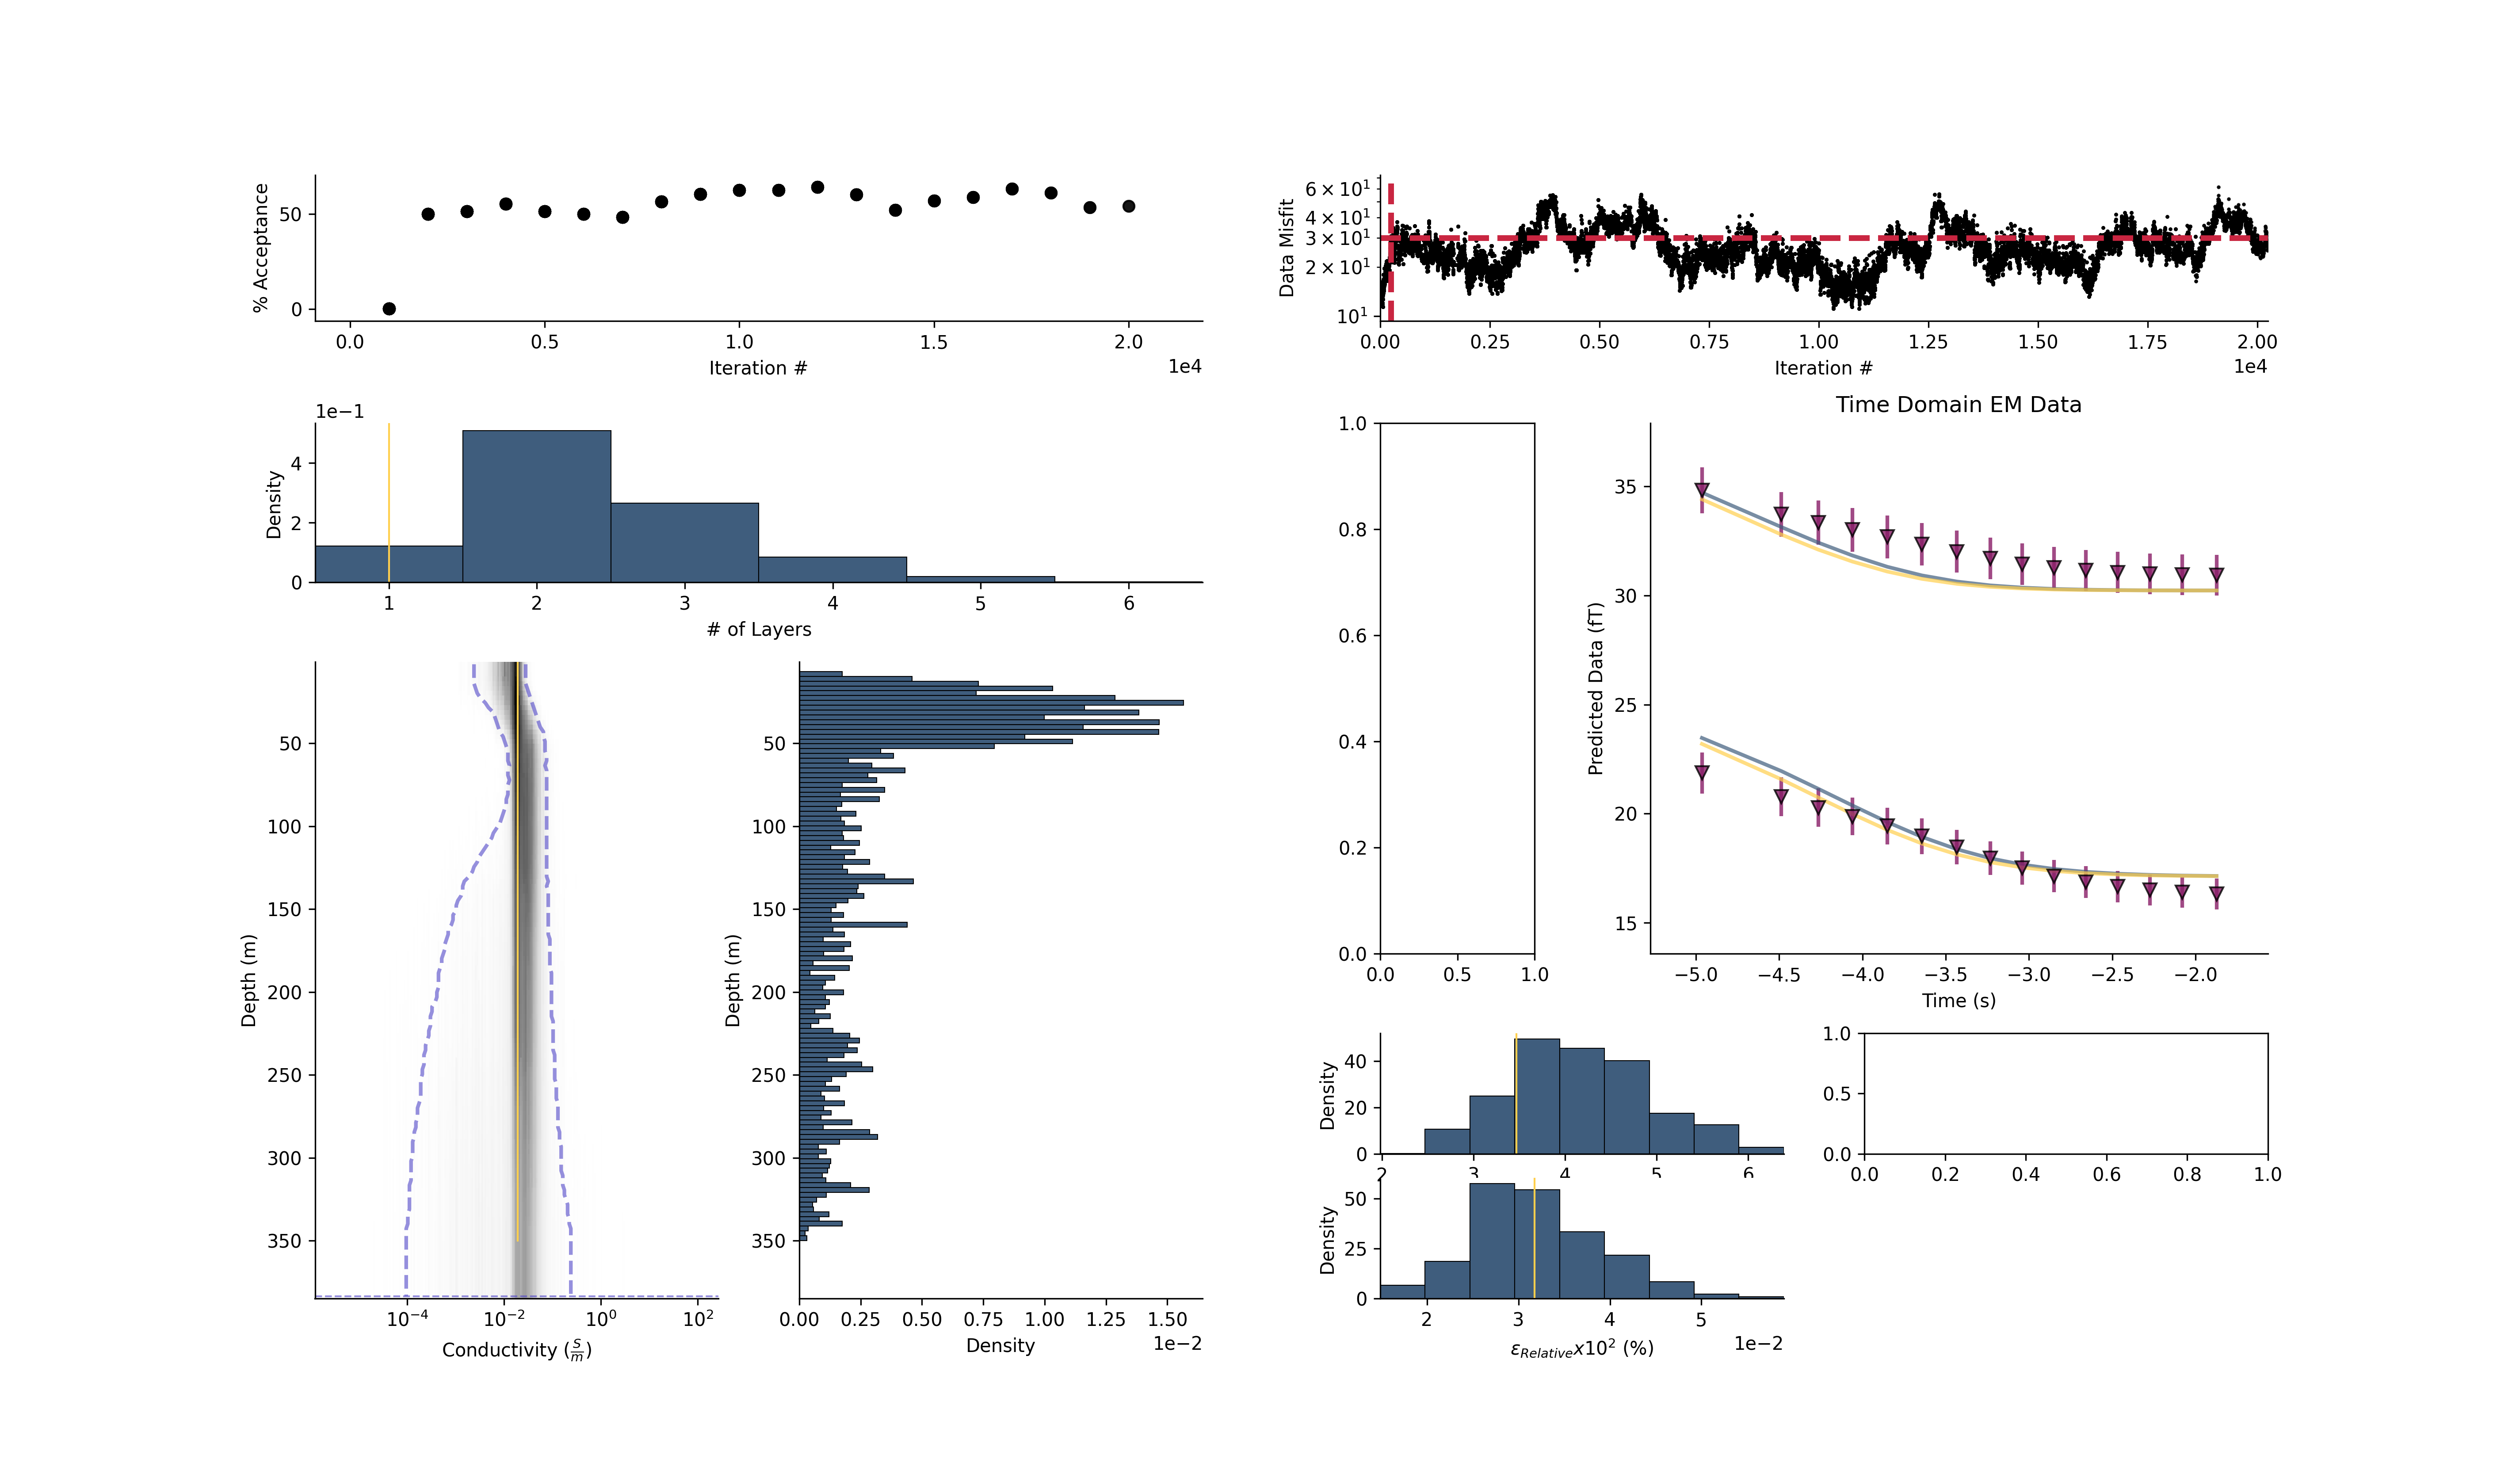 % Acceptance
50
0
0.0 0.5 1.0 1.5 2.0
Iteration #
1e4
Data Misfit
6 × 10¹
4 × 10¹
3 × 10¹
2 × 10¹
10¹
0.00 0.25 0.50 0.75 1.00 1.25 1.50 1.75 2.00
Iteration #
1e4
1e−1
Density
4
2
0
1 2 3 4 5 6
# of Layers
Depth (m)
50
100
150
200
250
300
350
10⁻⁴ 10⁻² 10⁰ 10²
Conductivity (S/m)
Depth (m)
50
100
150
200
250
300
350
0.00 0.25 0.50 0.75 1.00 1.25 1.50
Density
1e−2
1.0
0.8
0.6
0.4
0.2
0.0
0.0 0.5 1.0
Time Domain EM Data
Predicted Data (fT)
35
30
25
20
15
−5.0 −4.5 −4.0 −3.5 −3.0 −2.5 −2.0
Time (s)
Density
40
20
0
2 3 4 5 6
1.0
0.5
0.0
0.0 0.2 0.4 0.6 0.8 1.0
Density
50
25
0
2 3 4 5
εRelativex10² (%)
1e−2